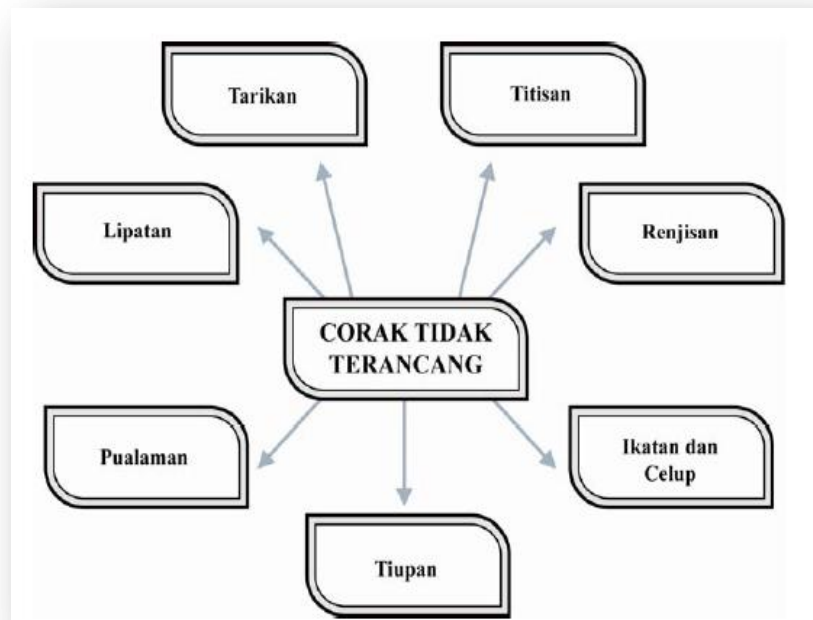 Tarikan
Titisan
Lipatan
Renjisan
CORAK TIDAK
TERANCANG
Pualaman
Ikatan dan
Celup
Tiupan